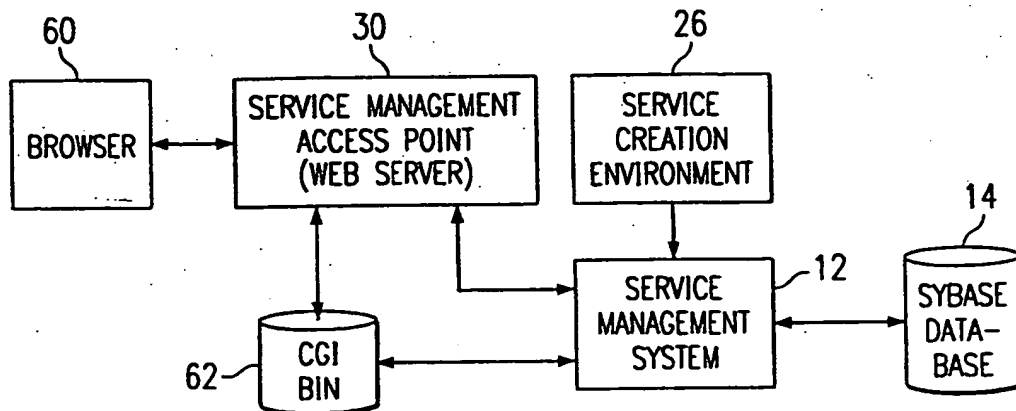 60
30
26
BROWSER
SERVICE MANAGEMENT
ACCESS POINT
(WEB SERVER)
SERVICE
CREATION
ENVIRONMENT
14
12
SERVICE
MANAGEMENT
SYSTEM
SYBASE
DATA-
BASE
62
CGI
BIN